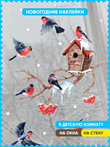 НОВОГОДНИЕ НАКЛЕЙКИ
В ДЕТСКУЮ КОМНАТУ
НА ОКНА
НА СТЕНУ